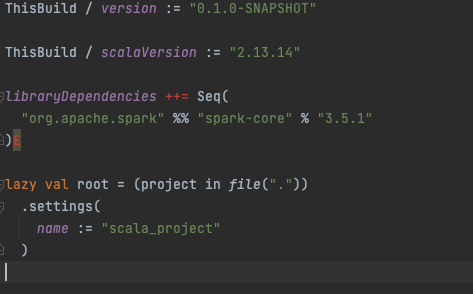 ThisBuild / version := "0.1.0-SNAPSHOT"
ThisBuild / scalaVersion := "2.13.14"
libraryDependencies ++= Seq(
"org.apache.spark" %% "spark-core" % "3.5.1"
)
lazy val root = (project in file("."))
.settings(
name := "scala_project"
)